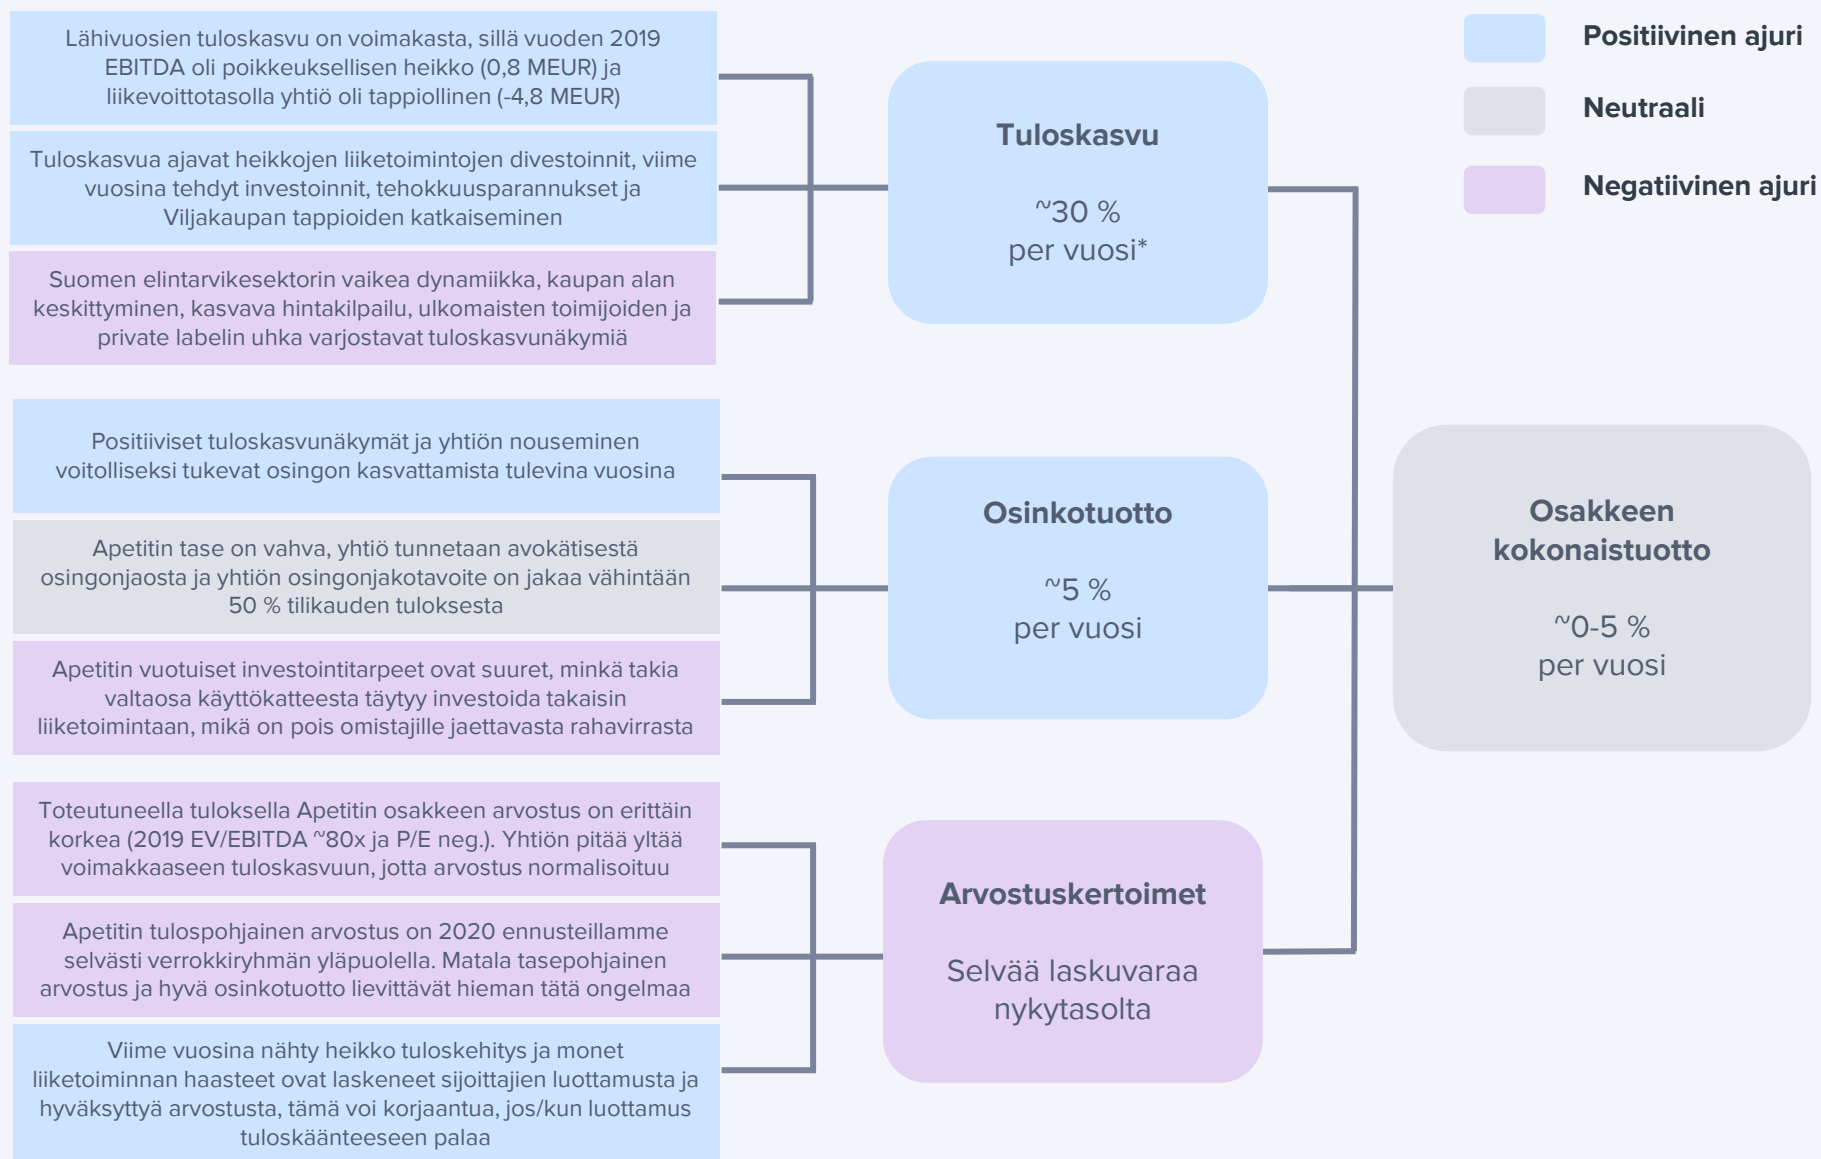 Lähivuosien tuloskasvu on voimakasta, sillä vuoden 2019
EBITDA oli poikkeuksellisen heikko (0,8 MEUR) ja
liikevoittotasolla yhtiö oli tappiollinen (-4,8 MEUR)
Tuloskasvua ajavat heikkojen liiketoimintojen divestoinnit, viime
vuosina tehdyt investoinnit, tehokkuusparannukset ja
Viljakaupan tappioiden katkaiseminen
Suomen elintarvikesektorin vaikea dynamiikka, kaupan alan
keskittyminen, kasvava hintakilpailu, ulkomaisten toimijoiden ja
private labelin uhka varjostavat tuloskasvunäkymiä
Tuloskasvu
~30 %
per vuosi*
Positiivinen ajuri
Neutraali
Negatiivinen ajuri
Positiiviset tuloskasvunäkymät ja yhtiön nouseminen
voitolliseksi tukevat osingon kasvattamista tulevina vuosina
Apetitin tase on vahva, yhtiö tunnetaan avokätisestä
osingonjaosta ja yhtiön osingonjakotavoite on jakaa vähintään
50 % tilikauden tuloksesta
Apetitin vuotuiset investointitarpeet ovat suuret, minkä takia
valtaosa käyttökatteesta täytyy investoida takaisin
liiketoimintaan, mikä on pois omistajille jaettavasta rahavirrasta
Osinkotuotto
~5 %
per vuosi
Osakkeen
kokonaistuotto
~0-5 %
per vuosi
Toteutuneella tuloksella Apetitin osakkeen arvostus on erittäin
korkea (2019 EV/EBITDA ~80x ja P/E neg.). Yhtiön pitää yltää
voimakkaaseen tuloskasvuun, jotta arvostus normalisoituu
Apetitin tulospohjainen arvostus on 2020 ennusteillamme
selvästi verrokkiryhmän yläpuolella. Matala tasepohjainen
arvostus ja hyvä osinkotuotto lievittävät hieman tätä ongelmaa
Viime vuosina nähty heikko tuloskehitys ja monet
liiketoiminnan haasteet ovat laskeneet sijoittajien luottamusta ja
hyväksyttyä arvostusta, tämä voi korjaantua, jos/kun luottamus
tuloskäänteeseen palaa
Arvostuskertoimet
Selvää laskuvaraa
nykytasolta